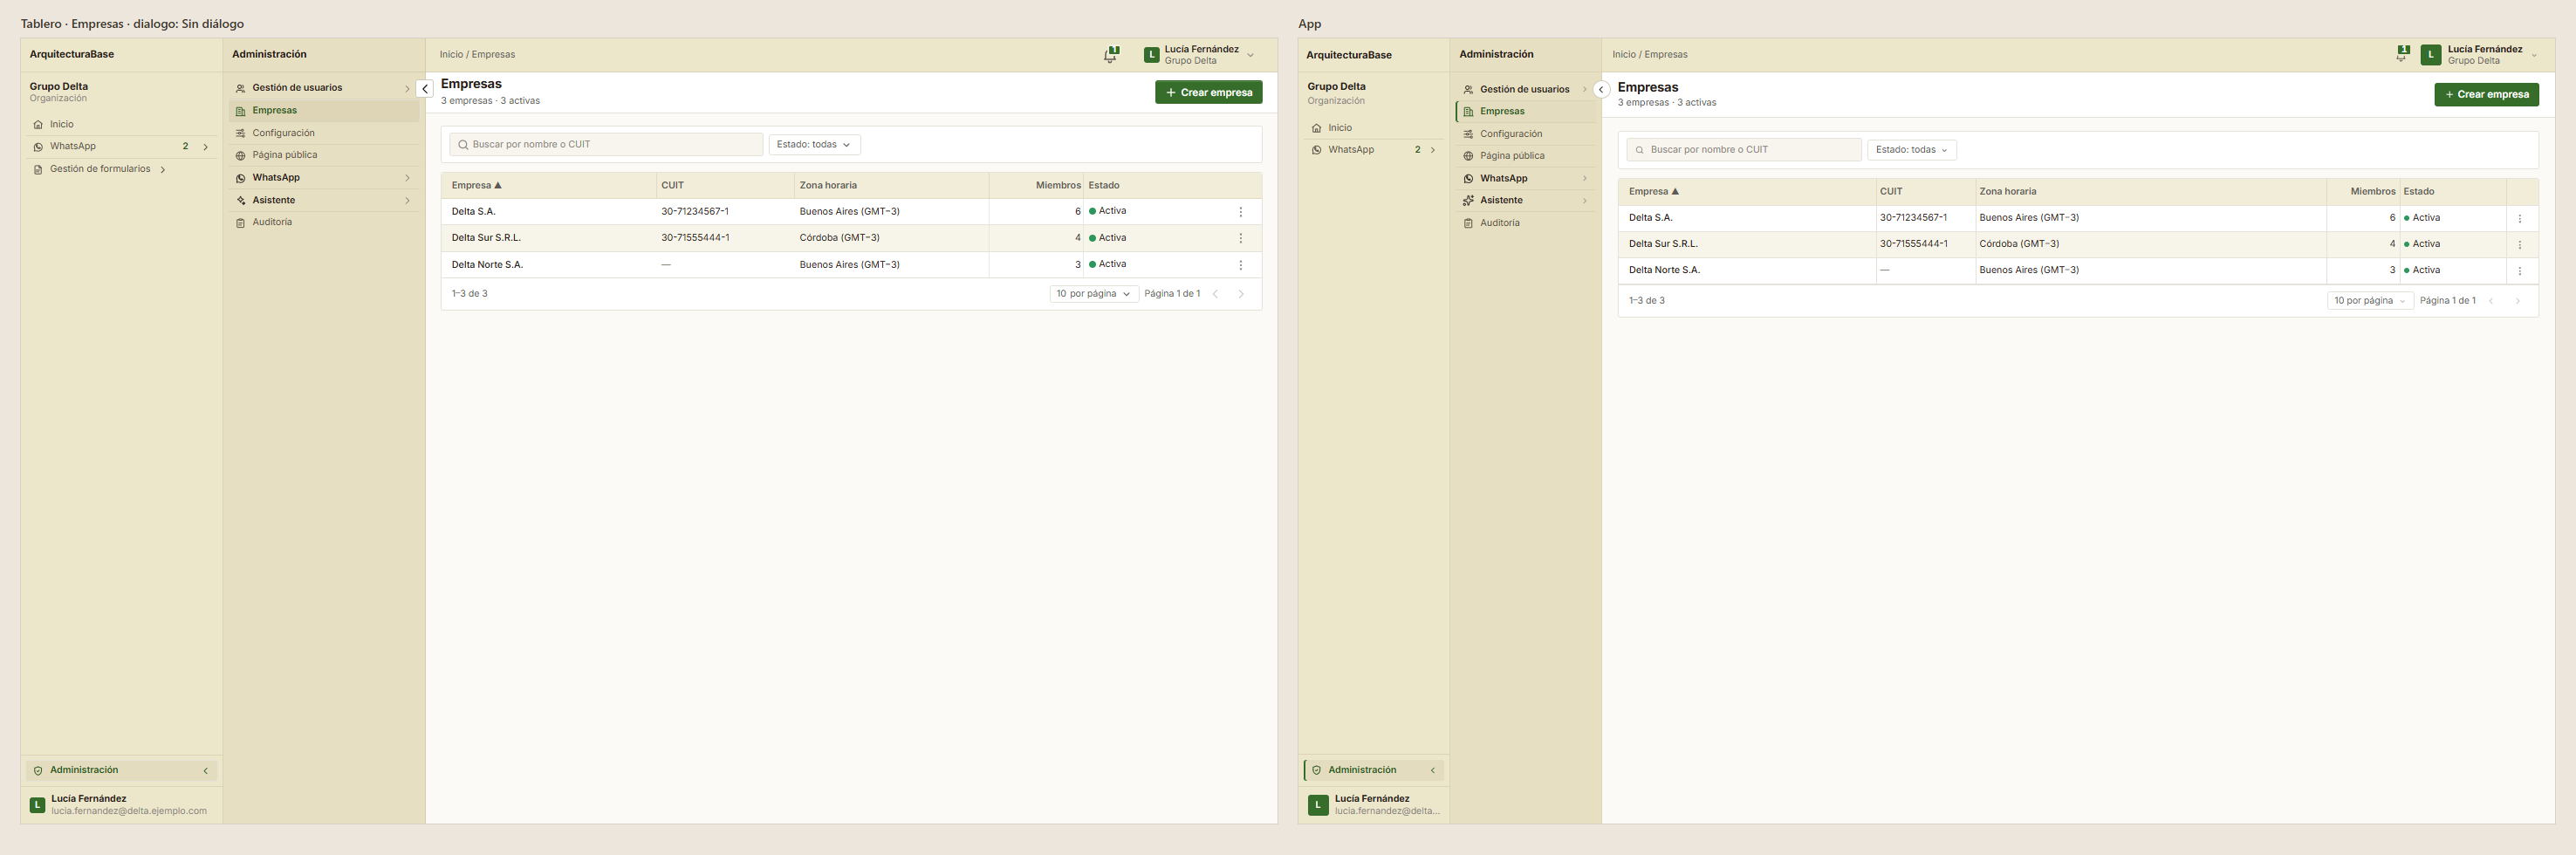 Tablero · Empresas · dialogo: Sin diálogo
ArquitecturaBase
Grupo Delta
Organización
Inicio
WhatsApp 2
Gestión de formularios
Administración
Lucía Fernández
L
lucia.fernandez@delta.ejemplo.com
Administración
Gestión de usuarios
Empresas
Configuración
Página pública
WhatsApp
Asistente
Auditoría
Inicio / Empresas
1
L
Lucía Fernández
Grupo Delta
Empresas
3 empresas · 3 activas
+ Crear empresa
Buscar por nombre o CUIT
Estado: todas
Empresa ▲ CUIT Zona horaria Miembros Estado
Delta S.A. 30-71234567-1 Buenos Aires (GMT−3) 6 Activa
Delta Sur S.R.L. 30-71555444-1 Córdoba (GMT−3) 4 Activa
Delta Norte S.A. — Buenos Aires (GMT−3) 3 Activa
1–3 de 3
10 por página Página 1 de 1
App
ArquitecturaBase
Grupo Delta
Organización
Inicio
WhatsApp 2
Administración
L
Lucía Fernández
lucia.fernandez@delta...
Administración
Gestión de usuarios
Empresas
Configuración
Página pública
WhatsApp
Asistente
Auditoría
Inicio / Empresas
1
L
Lucía Fernández
Grupo Delta
Empresas
3 empresas · 3 activas
+ Crear empresa
Buscar por nombre o CUIT
Estado: todas
Empresa ▲ CUIT Zona horaria Miembros Estado
Delta S.A. 30-71234567-1 Buenos Aires (GMT−3) 6 Activa
Delta Sur S.R.L. 30-71555444-1 Córdoba (GMT−3) 4 Activa
Delta Norte S.A. — Buenos Aires (GMT−3) 3 Activa
1–3 de 3
10 por página Página 1 de 1